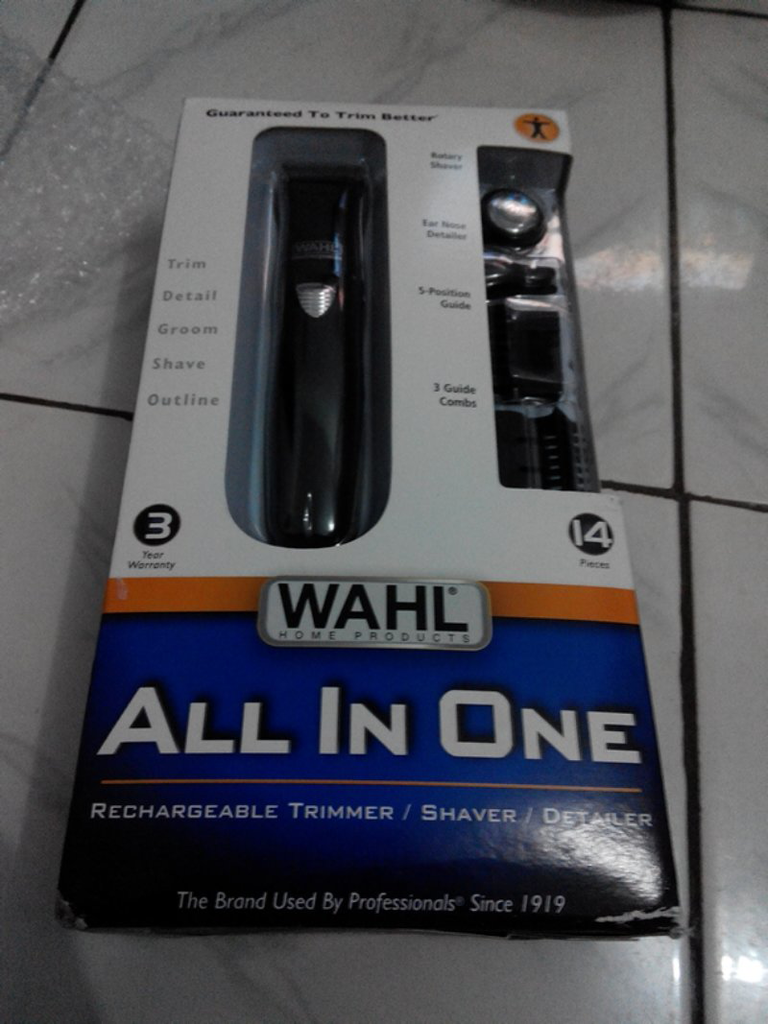 Guaranteed To Trim Better
Rotary
Shaver
Ear Nose
Detailer
5-Position
Guide
3 Guide
Combs
Trim
Detail
Groom
Shave
Outline
WAHL
3
Year
Warranty
14
Pieces
WAHL®
HOME PRODUCTS
ALL IN ONE
RECHARGEABLE TRIMMER / SHAVER / DETAILER
The Brand Used By Professionals® Since 1919